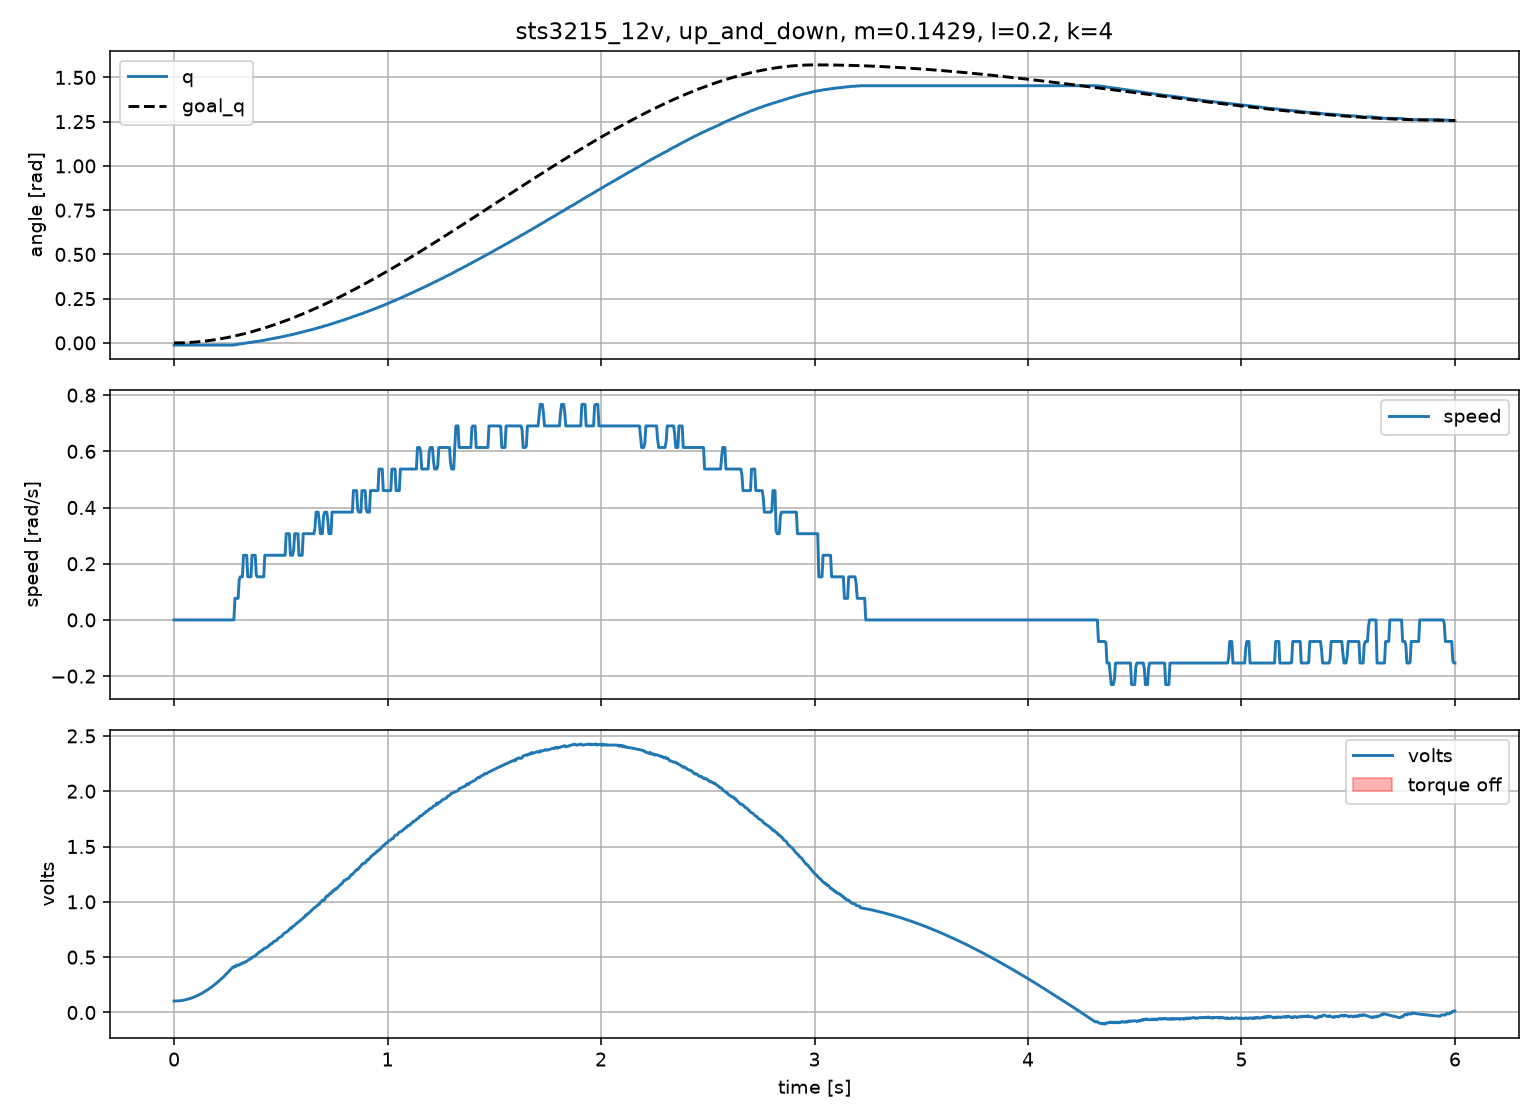 sts3215_12v, up_and_down, m=0.1429, l=0.2, k=4
q
goal_q
angle [rad]
1.50
1.25
1.00
0.75
0.50
0.25
0.00
speed
speed [rad/s]
0.8
0.6
0.4
0.2
0.0
−0.2
volts
torque off
volts
2.5
2.0
1.5
1.0
0.5
0.0
0 1 2 3 4 5 6
time [s]